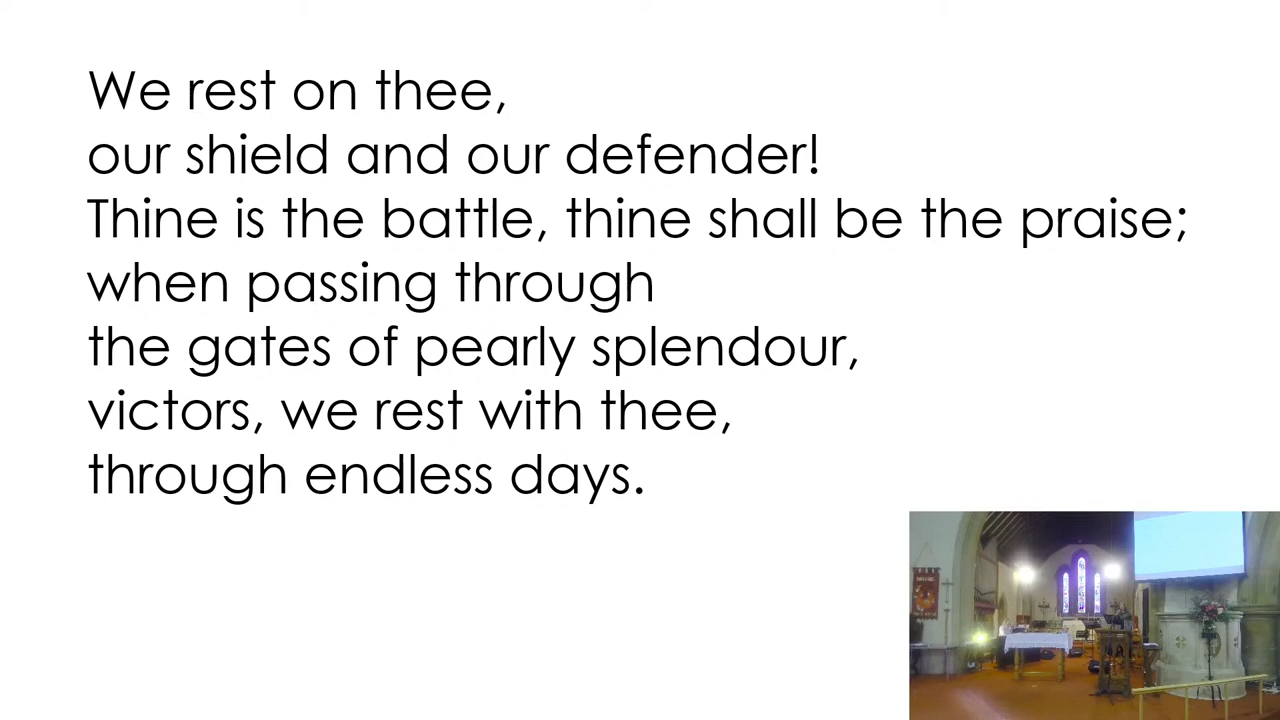 We rest on thee,
our shield and our defender!
Thine is the battle, thine shall be the praise;
when passing through
the gates of pearly splendour,
victors, we rest with thee,
through endless days.